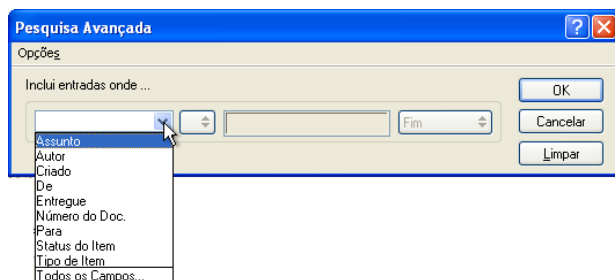 Pesquisa Avançada
Opções
Inclui entradas onde ...
OK
Fim
Cancelar
Limpar
Assunto
Autor
Criado
De
Entregue
Número do Doc.
Para
Status do Item
Tipo de Item
Todos os Campos...